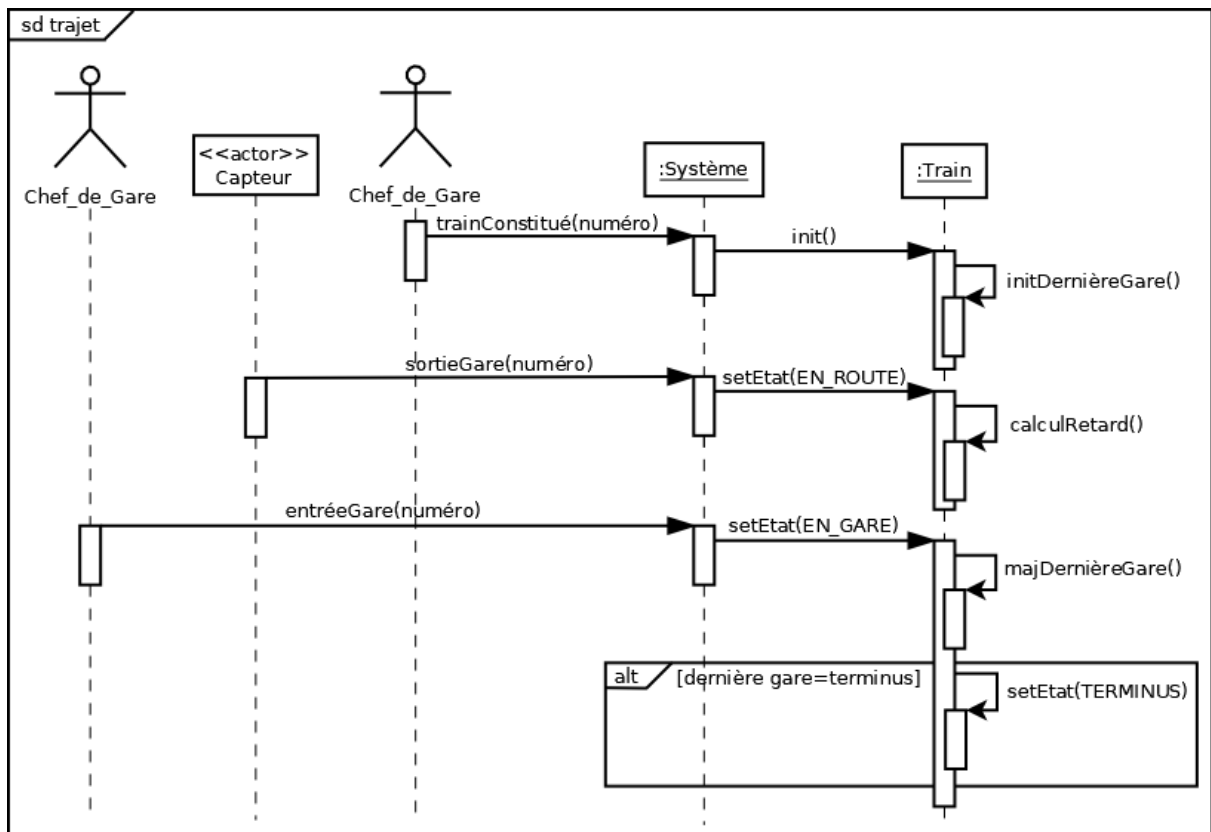 sd trajet
Chef_de_Gare
<<actor>>
Capteur
Chef_de_Gare
:Système
:Train
trainConstitué(numéro)
init()
initDernièreGare()
sortieGare(numéro)
setEtat(EN_ROUTE)
calculRetard()
entréeGare(numéro)
setEtat(EN_GARE)
majDernièreGare()
alt
[dernière gare=terminus]
setEtat(TERMINUS)